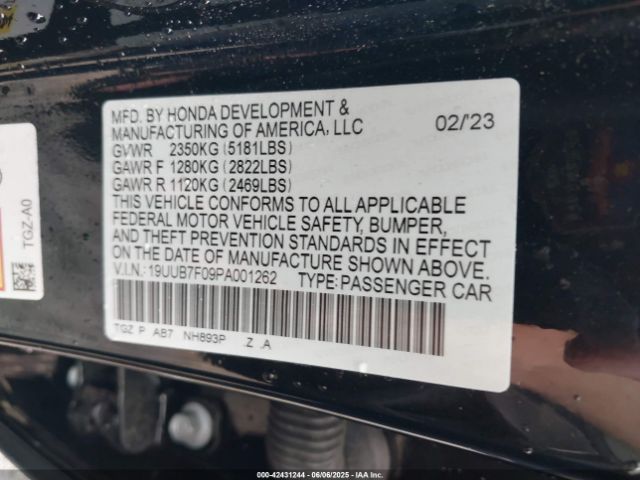 MFD. BY HONDA DEVELOPMENT &
MANUFACTURING OF AMERICA, LLC 02/'23
GVWR 2350KG (5181LBS)
GAWR F 1280KG (2822LBS)
GAWR R 1120KG (2469LBS)
THIS VEHICLE CONFORMS TO ALL APPLICABLE
FEDERAL MOTOR VEHICLE SAFETY, BUMPER,
AND THEFT PREVENTION STANDARDS IN EFFECT
ON THE DATE OF MANUFACTURE SHOWN ABOVE.
V.I.N.: 19UUB7F09PA001262 TYPE: PASSENGER CAR
TGZ P AB7 NH893P .Z .A
TGZ-A0
000-42431244 | 06/06/2025 | IAA Inc.